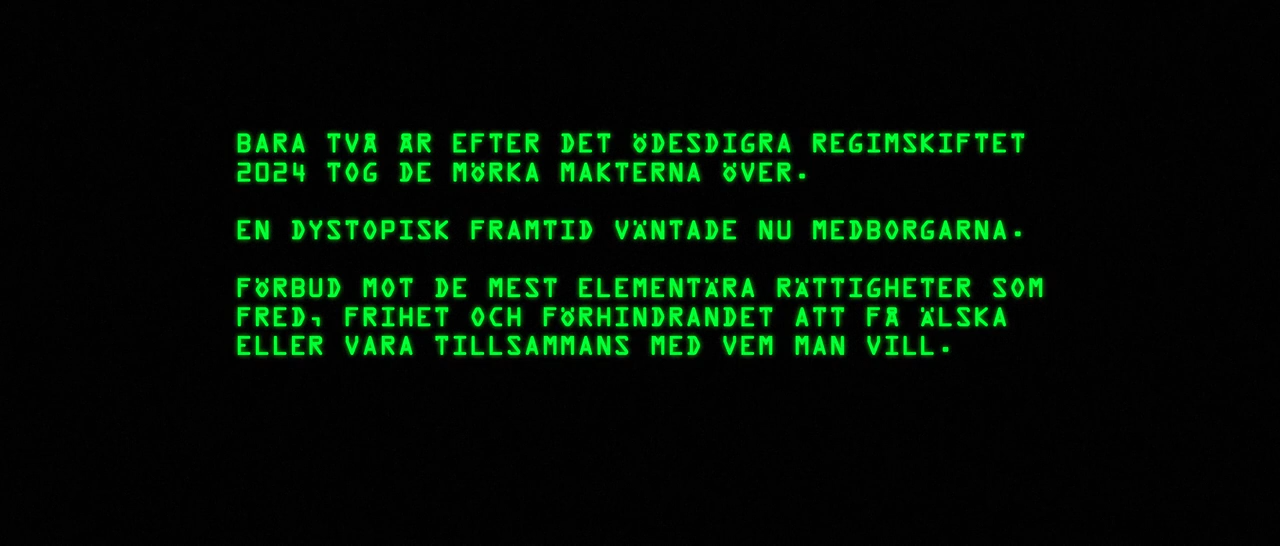 BARA TVÅ ÅR EFTER DET ÖDESDIGRA REGIMSKIFTET
2024 TOG DE MÖRKA MAKTERNA ÖVER.
EN DYSTOPISK FRAMTID VÄNTADE NU MEDBORGARNA.
FÖRBUD MOT DE MEST ELEMENTÄRA RÄTTIGHETER SOM
FRED, FRIHET OCH FÖRHINDRANDET ATT FÅ ÄLSKA
ELLER VARA TILLSAMMANS MED VEM MAN VILL.